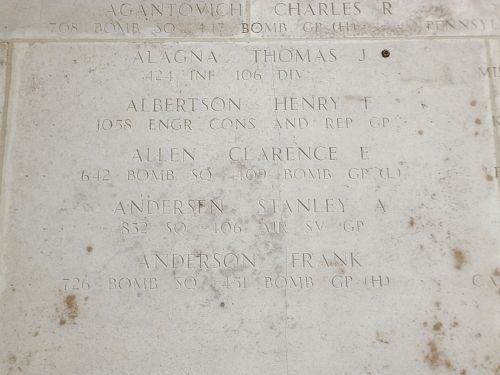 AGANTOVICH CHARLES R
708 BOMB SQ 447 BOMB GP (H) PENNSY
ALAGNA THOMAS J
424 INF 106 DIV
ALBERTSON HENRY F
1058 ENGR CONS AND REP GP
ALLEN CLARENCE E
642 BOMB SQ 409 BOMB GP (L)
ANDERSEN STANLEY A
832 SQ 406 AIR SV GP
ANDERSON FRANK
726 BOMB SQ 451 BOMB GP (H)